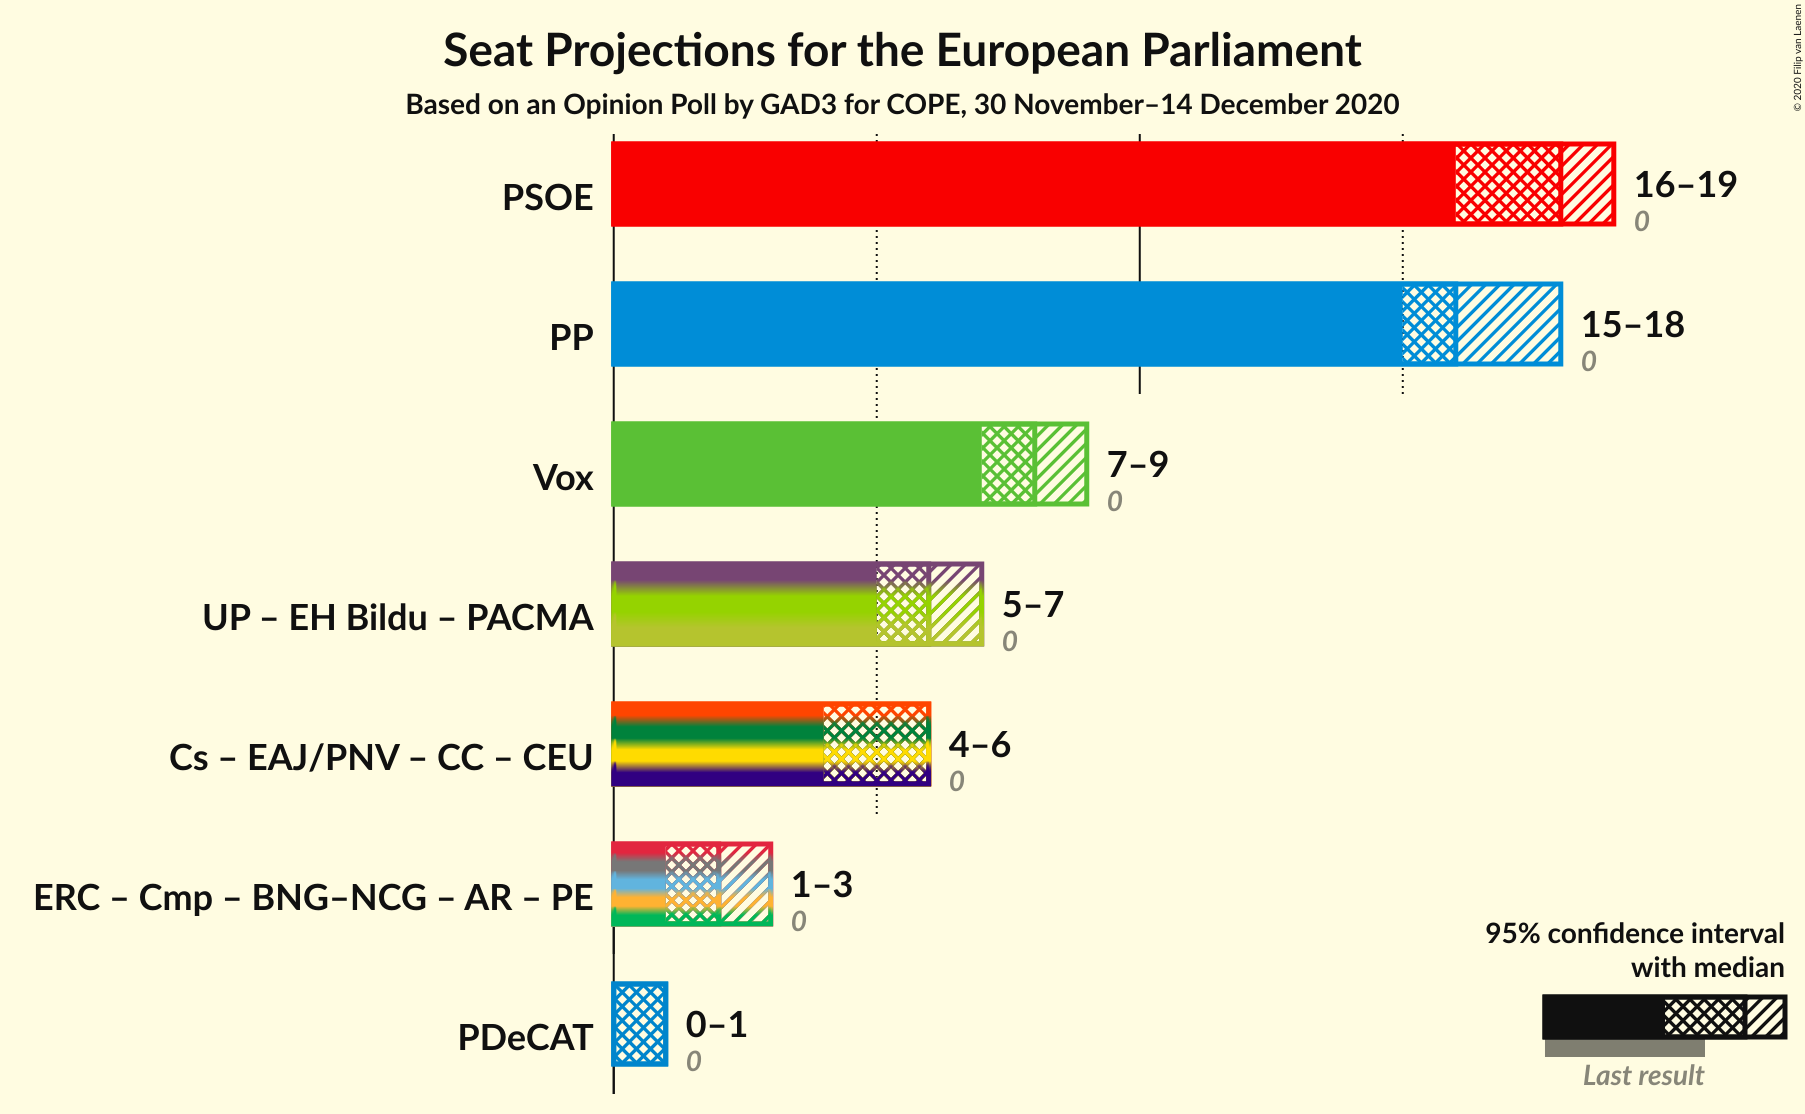 Seat Projections for the European Parliament
Based on an Opinion Poll by GAD3 for COPE, 30 November–14 December 2020
© 2020 Filip van Laenen
PSOE
16–19
0
PP
15–18
0
Vox
7–9
0
UP – EH Bildu – PACMA
5–7
0
Cs – EAJ/PNV – CC – CEU
4–6
0
ERC – Cmp – BNG–NCG – AR – PE
1–3
0
PDeCAT
0–1
0
95% confidence interval
with median
Last result